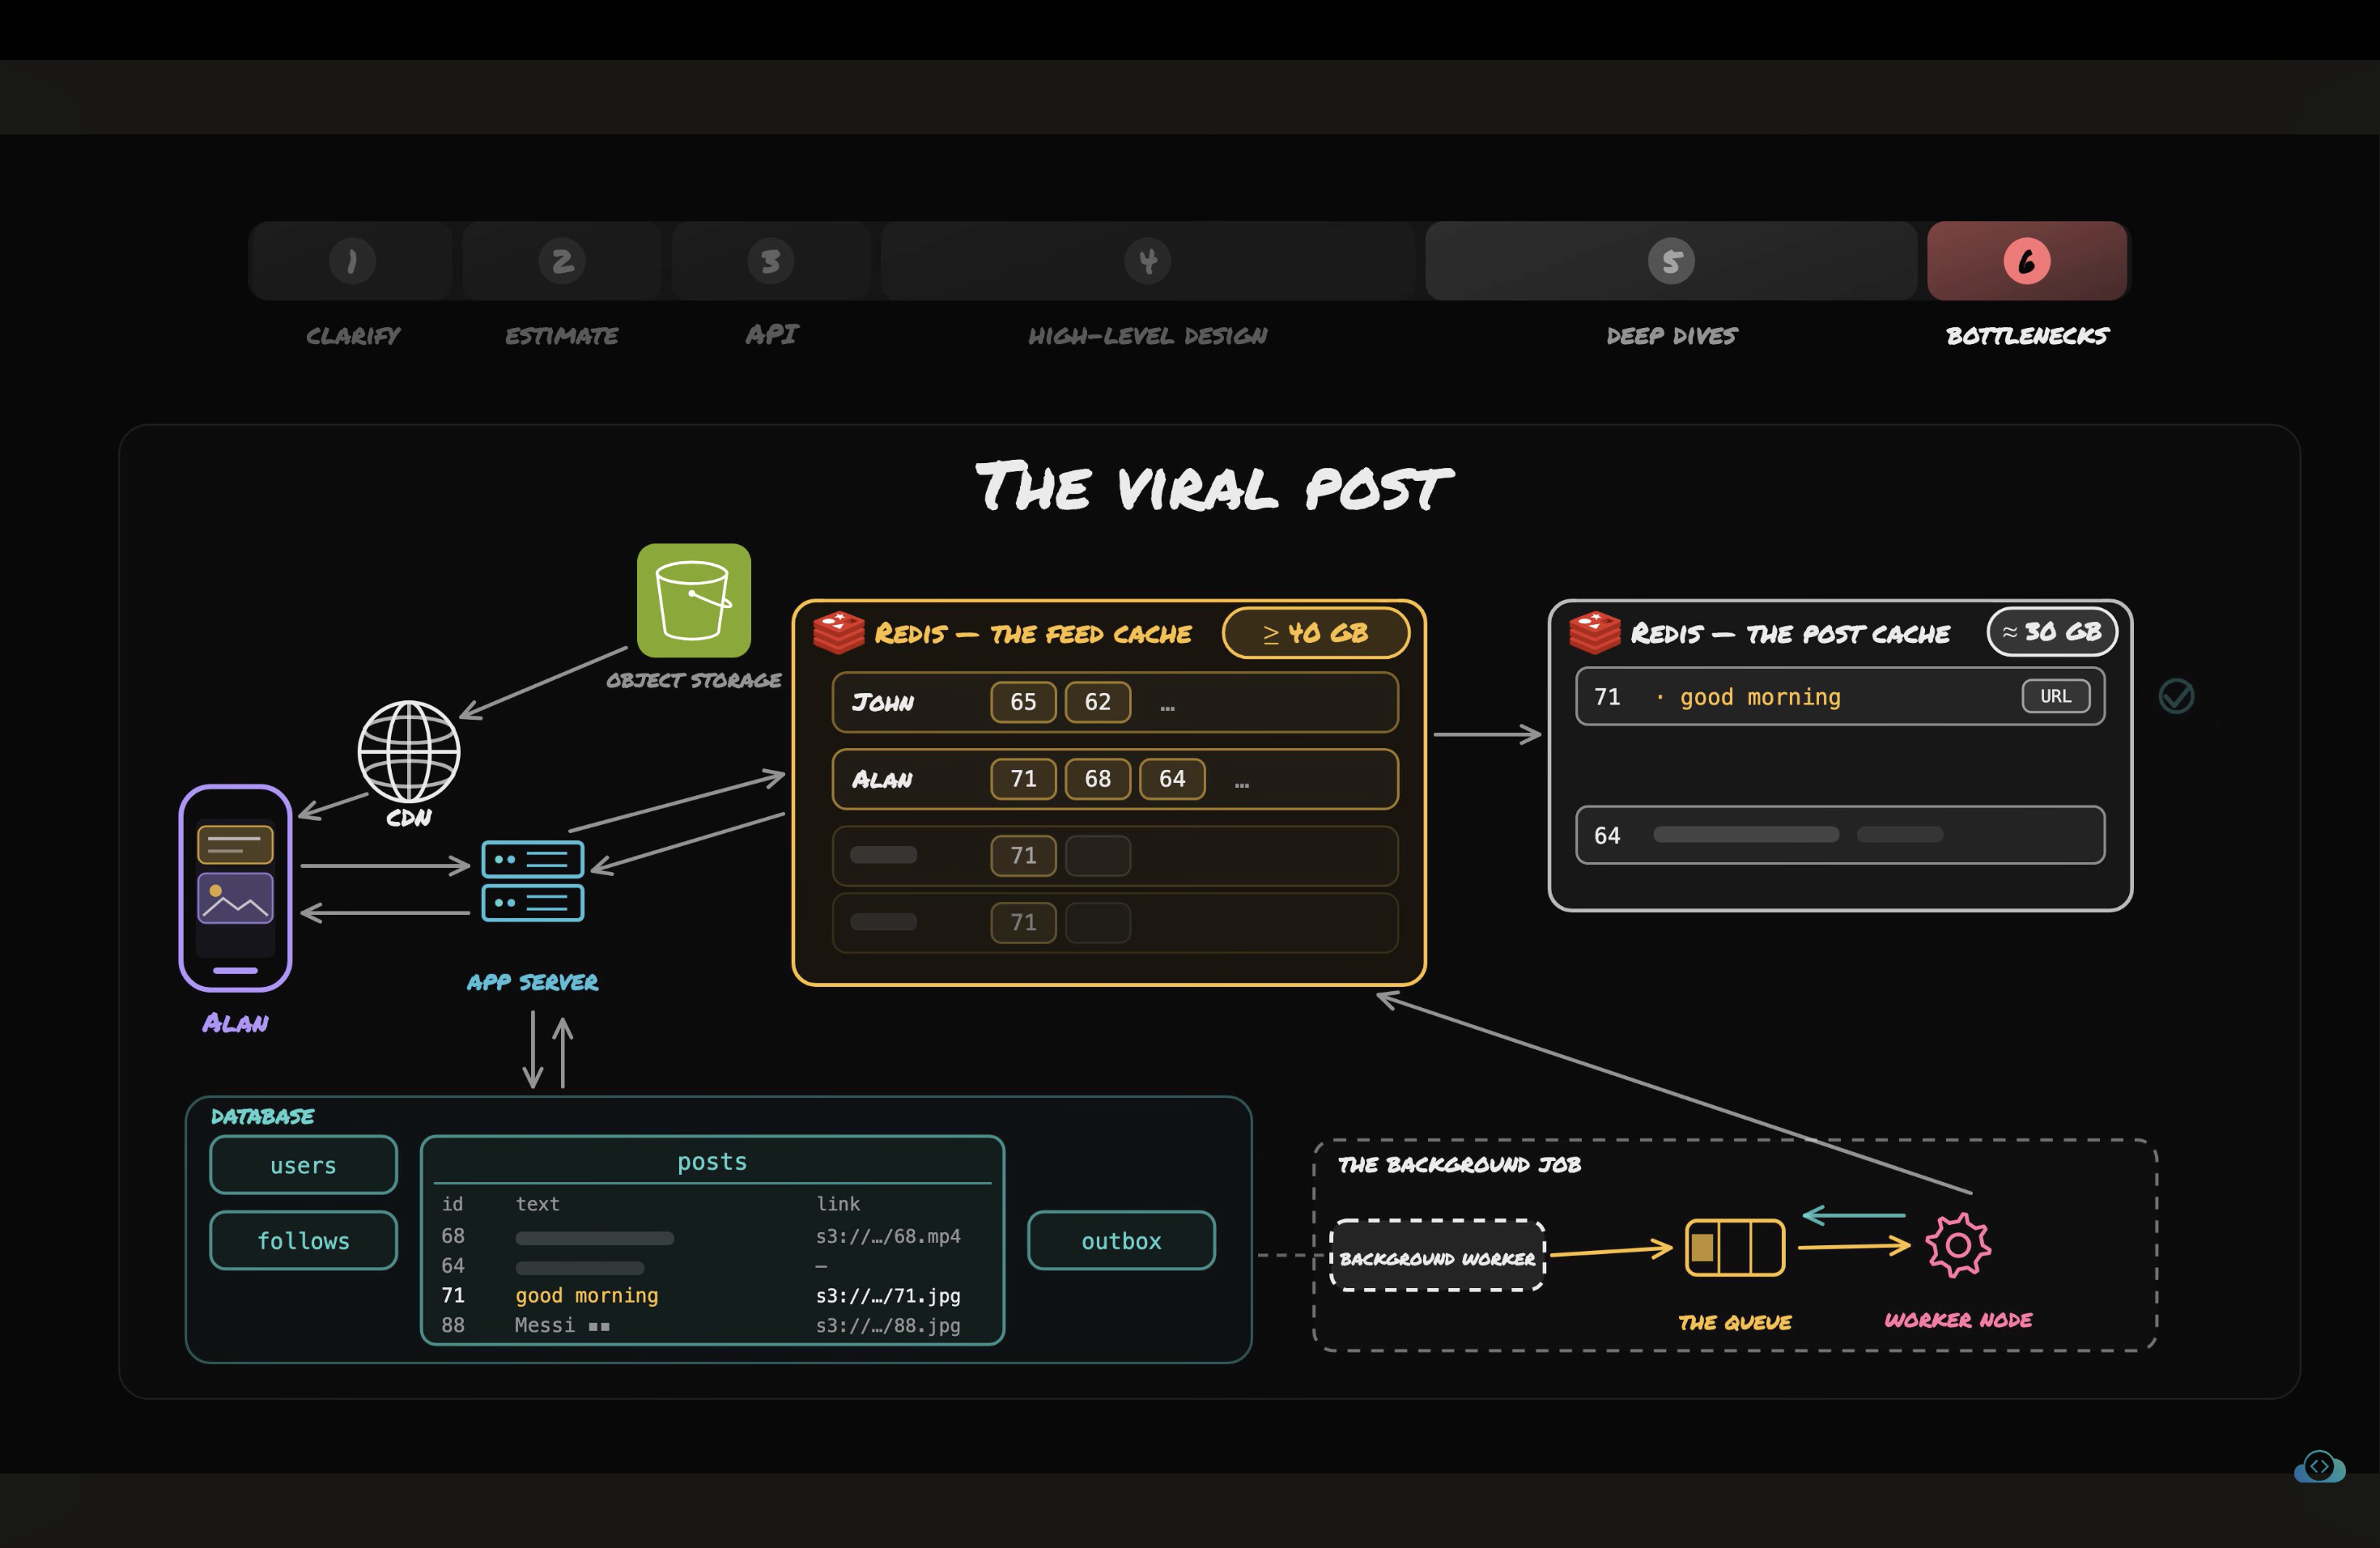 1
2
3
4
5
6
CLARIFY
ESTIMATE
API
HIGH-LEVEL DESIGN
DEEP DIVES
BOTTLENECKS
THE VIRAL POST
OBJECT STORAGE
CDN
ALAN
APP SERVER
REDIS — THE FEED CACHE
≥ 40 GB
JOHN 65 62 …
ALAN 71 68 64 …
71
71
REDIS — THE POST CACHE
≈ 30 GB
71 · good morning URL
64
DATABASE
users
follows
posts
id text link
68 s3://…/68.mp4
64 —
71 good morning s3://…/71.jpg
88 Messi s3://…/88.jpg
outbox
THE BACKGROUND JOB
BACKGROUND WORKER
THE QUEUE
WORKER NODE